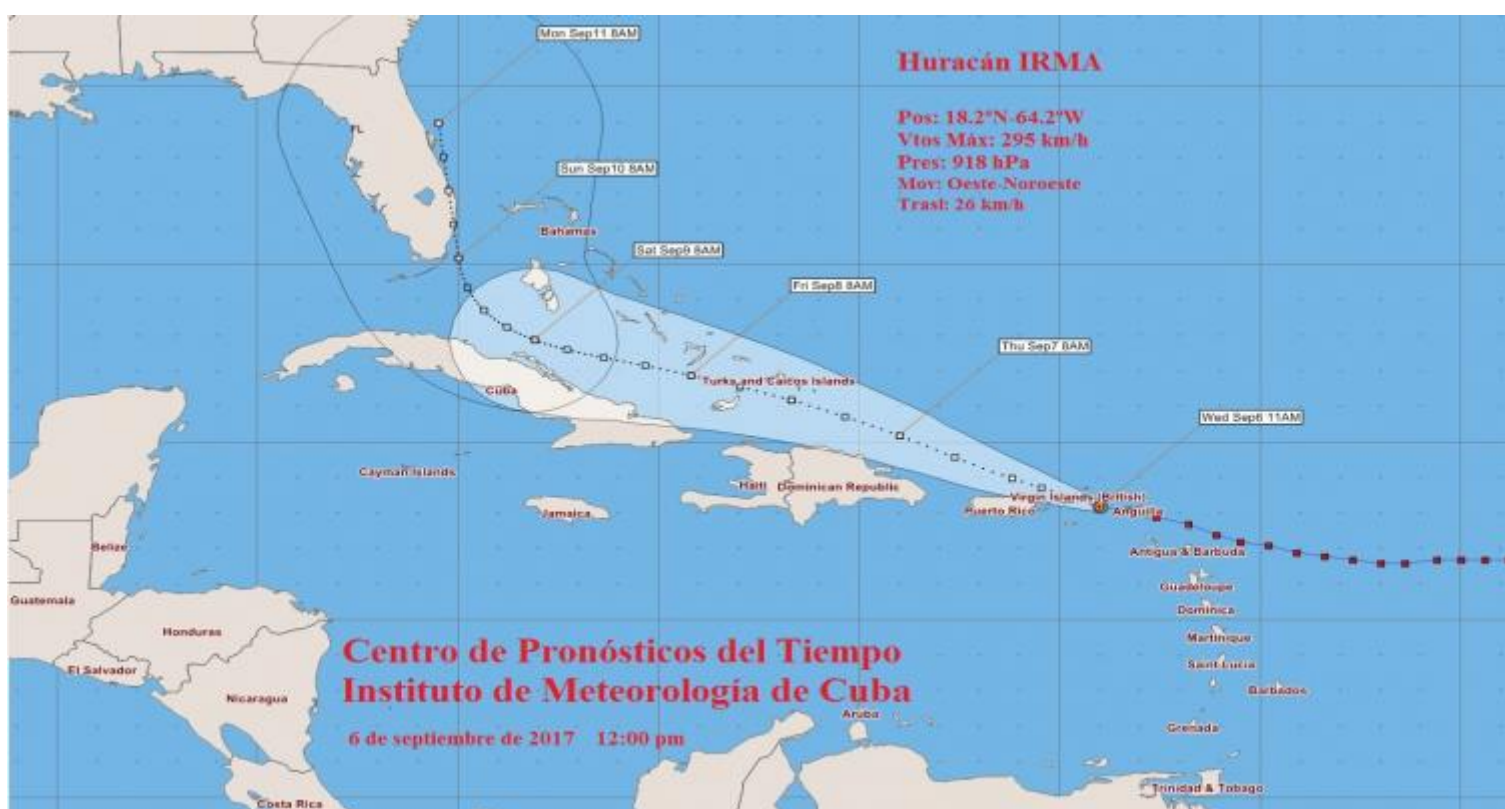 Mon Sep11 8AM
Huracán IRMA
Pos: 18.2ºN-64.2ºW
Vtos Máx: 295 km/h
Pres: 918 hPa
Mov: Oeste-Noroeste
Trasl: 26 km/h
FL
Sun Sep10 8AM
Bahamas
Sat Sep9 8AM
Fri Sep8 8AM
Thu Sep7 8AM
Turks and Caicos Islands
Cuba
Wed Sep6 11AM
Cayman Islands
Haiti
Dominican Republic
Virgin Islands (British)
Puerto Rico
Anguilla
Jamaica
Belize
Antigua & Barbuda
Guadeloupe
Guatemala
Dominica
Honduras
Martinique
Centro de Pronósticos del Tiempo
Saint Lucia
El Salvador
Instituto de Meteorología de Cuba
Barbados
Nicaragua
Aruba
Grenada
6 de septiembre de 2017 12:00 pm
Trinidad & Tobago
Costa Rica